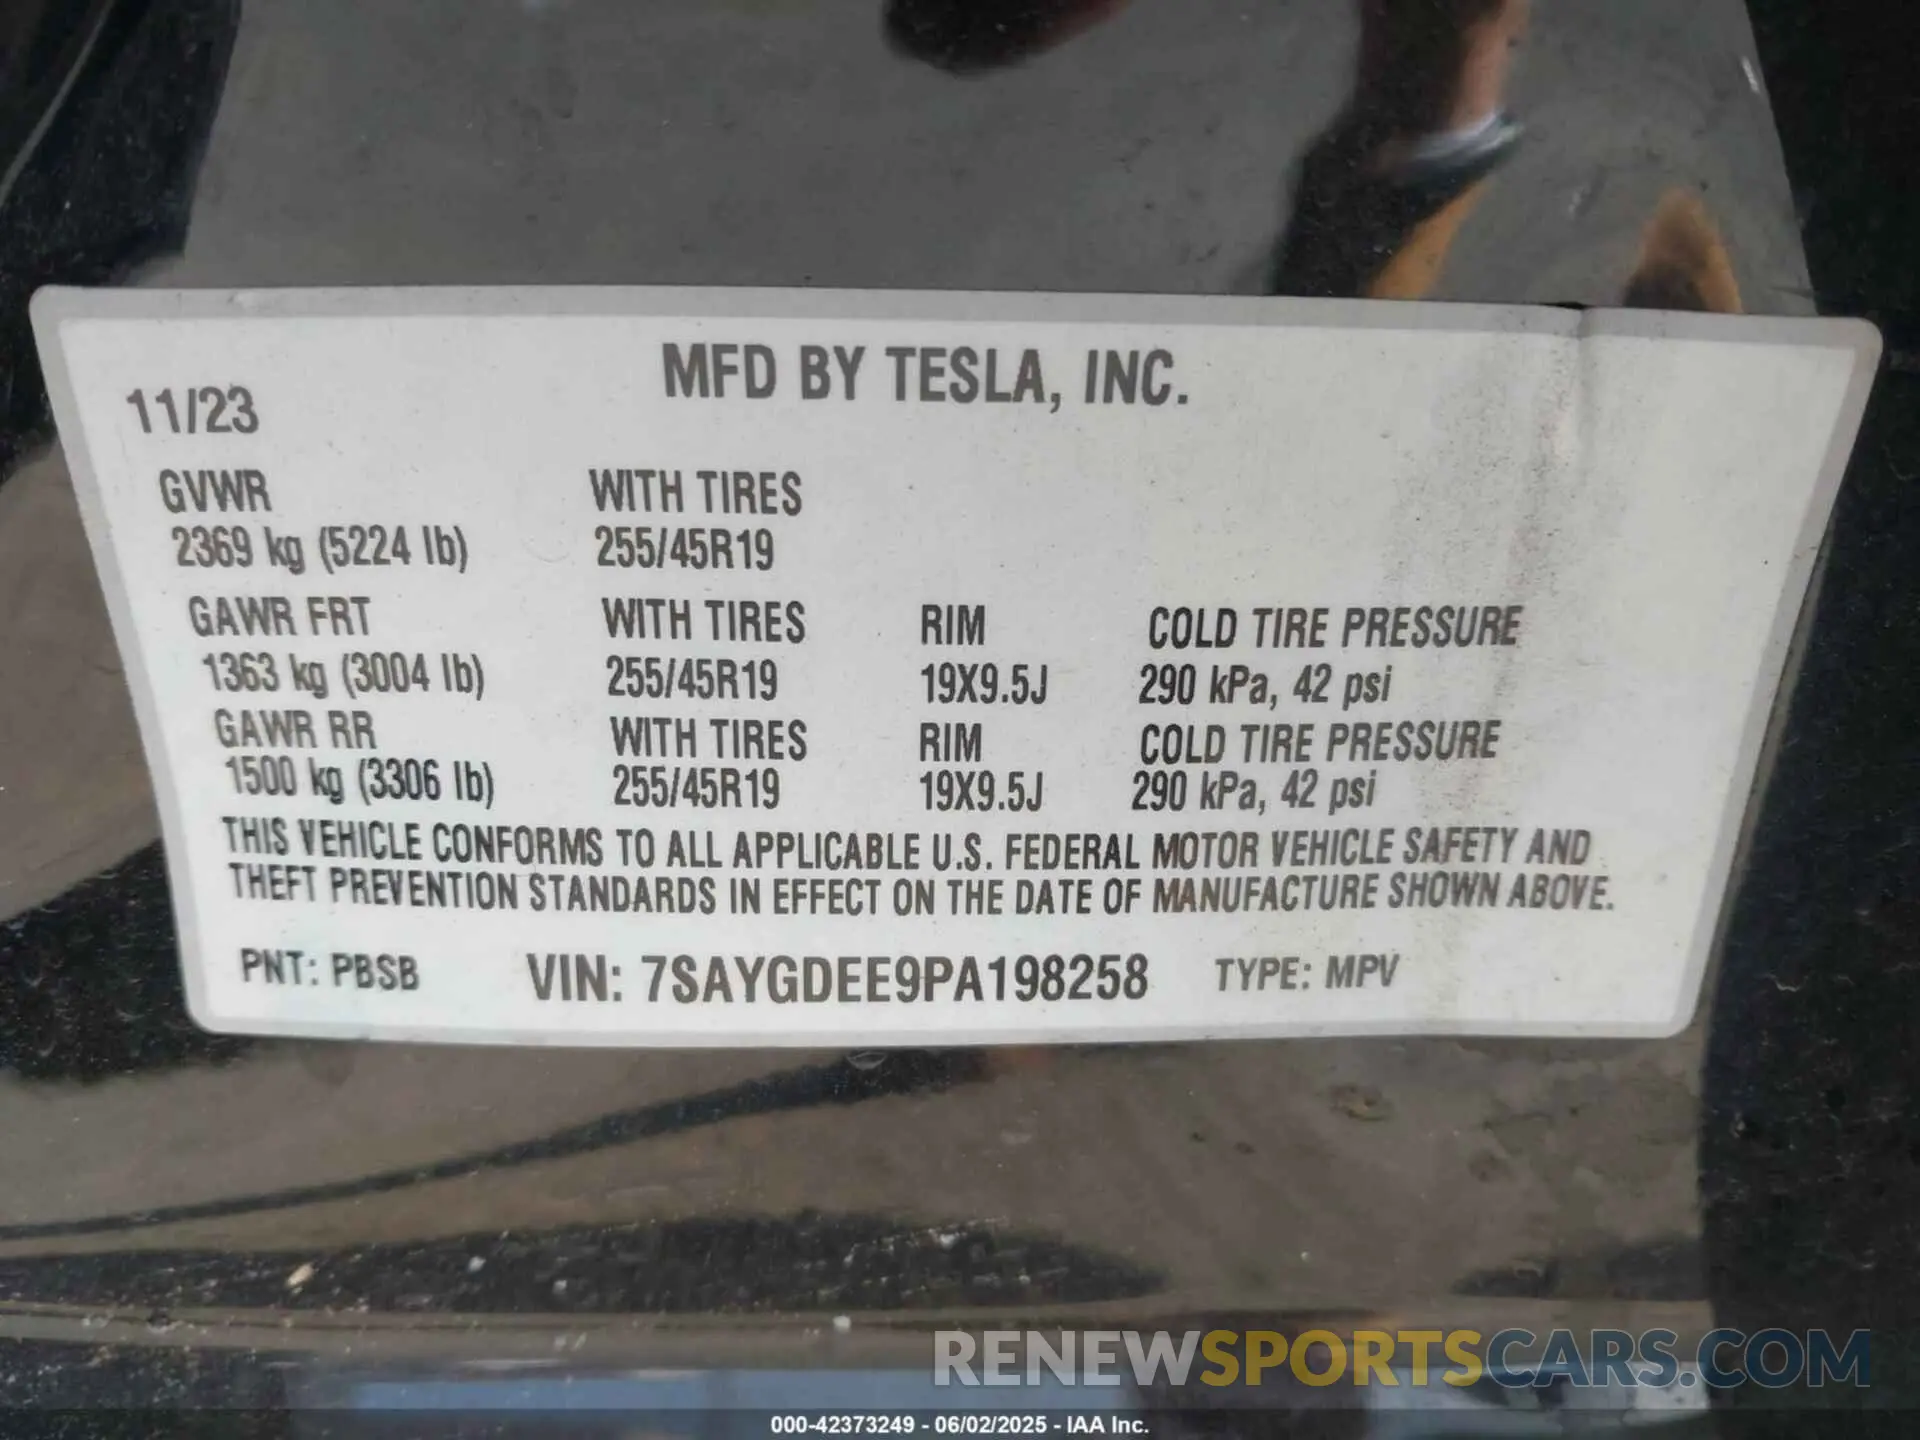 MFD BY TESLA, INC.
11/23
GVWR WITH TIRES
2369 kg (5224 lb) 255/45R19
GAWR FRT WITH TIRES RIM COLD TIRE PRESSURE
1363 kg (3004 lb) 255/45R19 19X9.5J 290 kPa, 42 psi
GAWR RR WITH TIRES RIM COLD TIRE PRESSURE
1500 kg (3306 lb) 255/45R19 19X9.5J 290 kPa, 42 psi
THIS VEHICLE CONFORMS TO ALL APPLICABLE U.S. FEDERAL MOTOR VEHICLE SAFETY AND
THEFT PREVENTION STANDARDS IN EFFECT ON THE DATE OF MANUFACTURE SHOWN ABOVE.
PNT: PBSB VIN: 7SAYGDEE9PA198258 TYPE: MPV
RENEWSPORTSCARS.COM
000-42373249 - 06/02/2025 - IAA Inc.